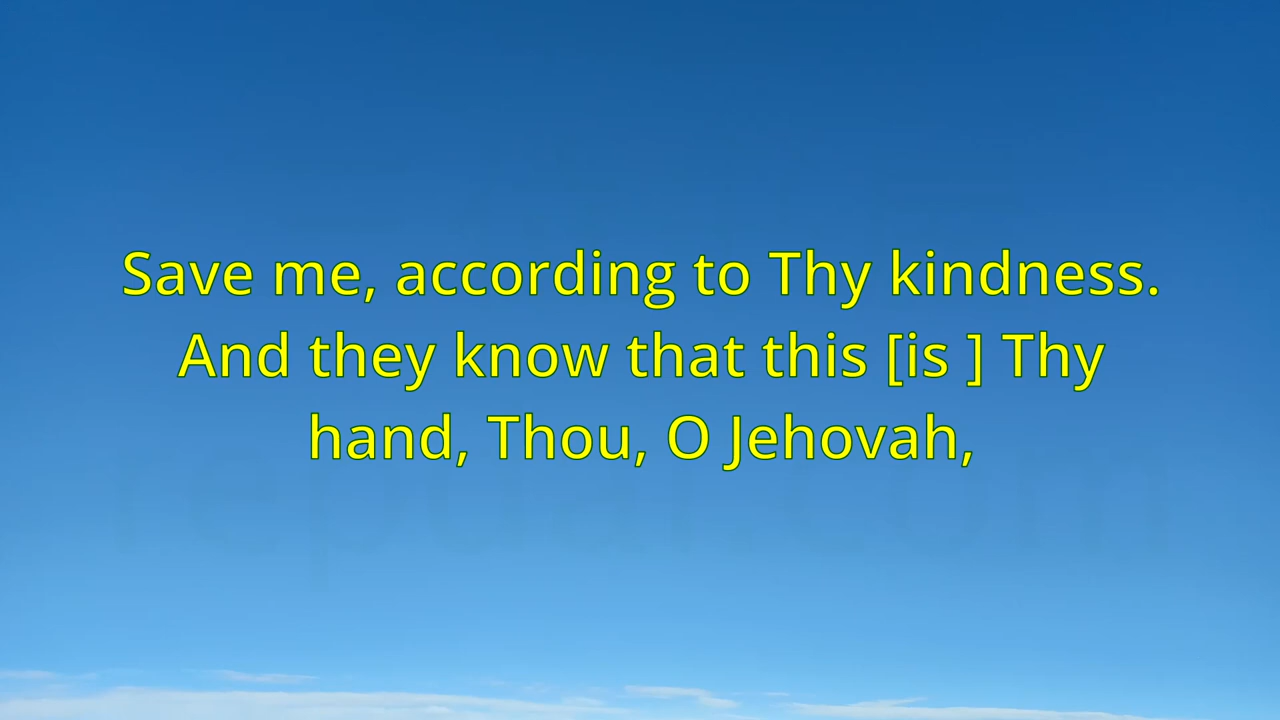 Save me, according to Thy kindness.
And they know that this [is ] Thy
hand, Thou, O Jehovah,